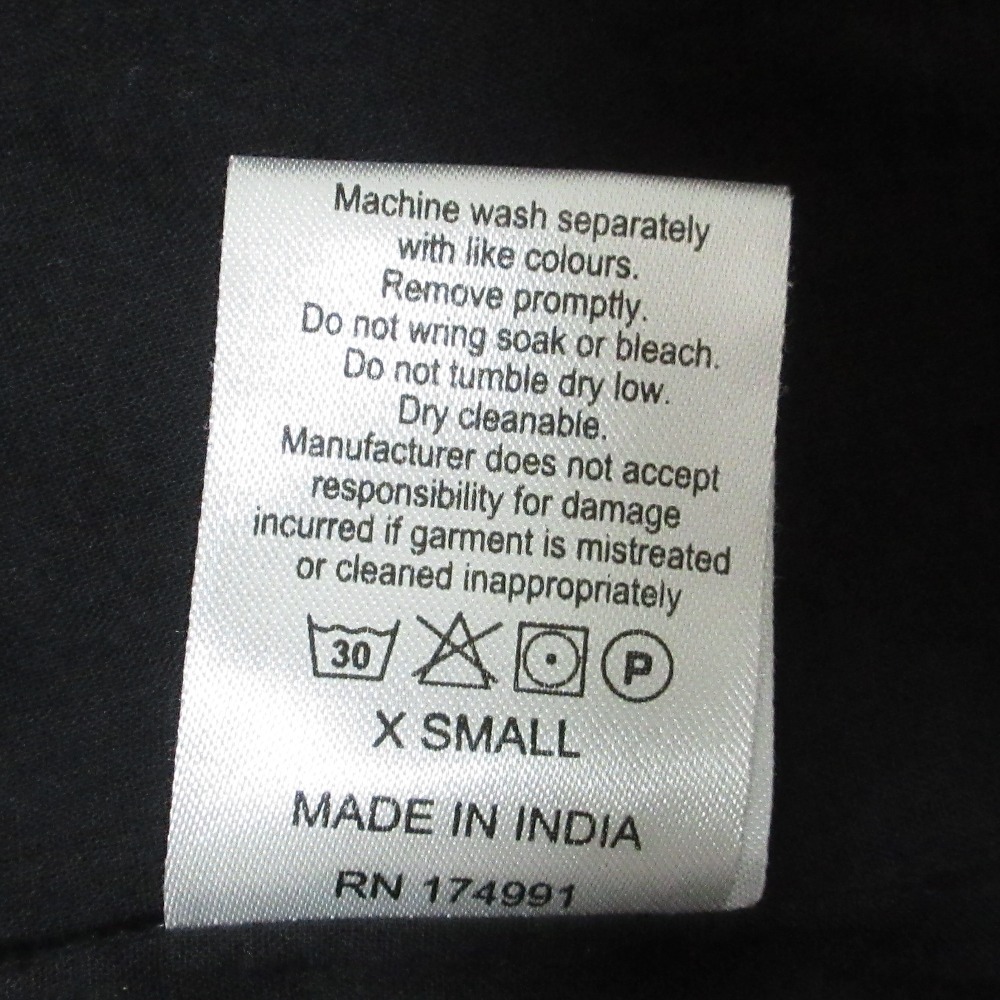 Machine wash separately
with like colours.
Remove promptly.
Do not wring soak or bleach.
Do not tumble dry low.
Dry cleanable.
Manufacturer does not accept
responsibility for damage
incurred if garment is mistreated
or cleaned inappropriately
30 P
X SMALL
MADE IN INDIA
RN 174991